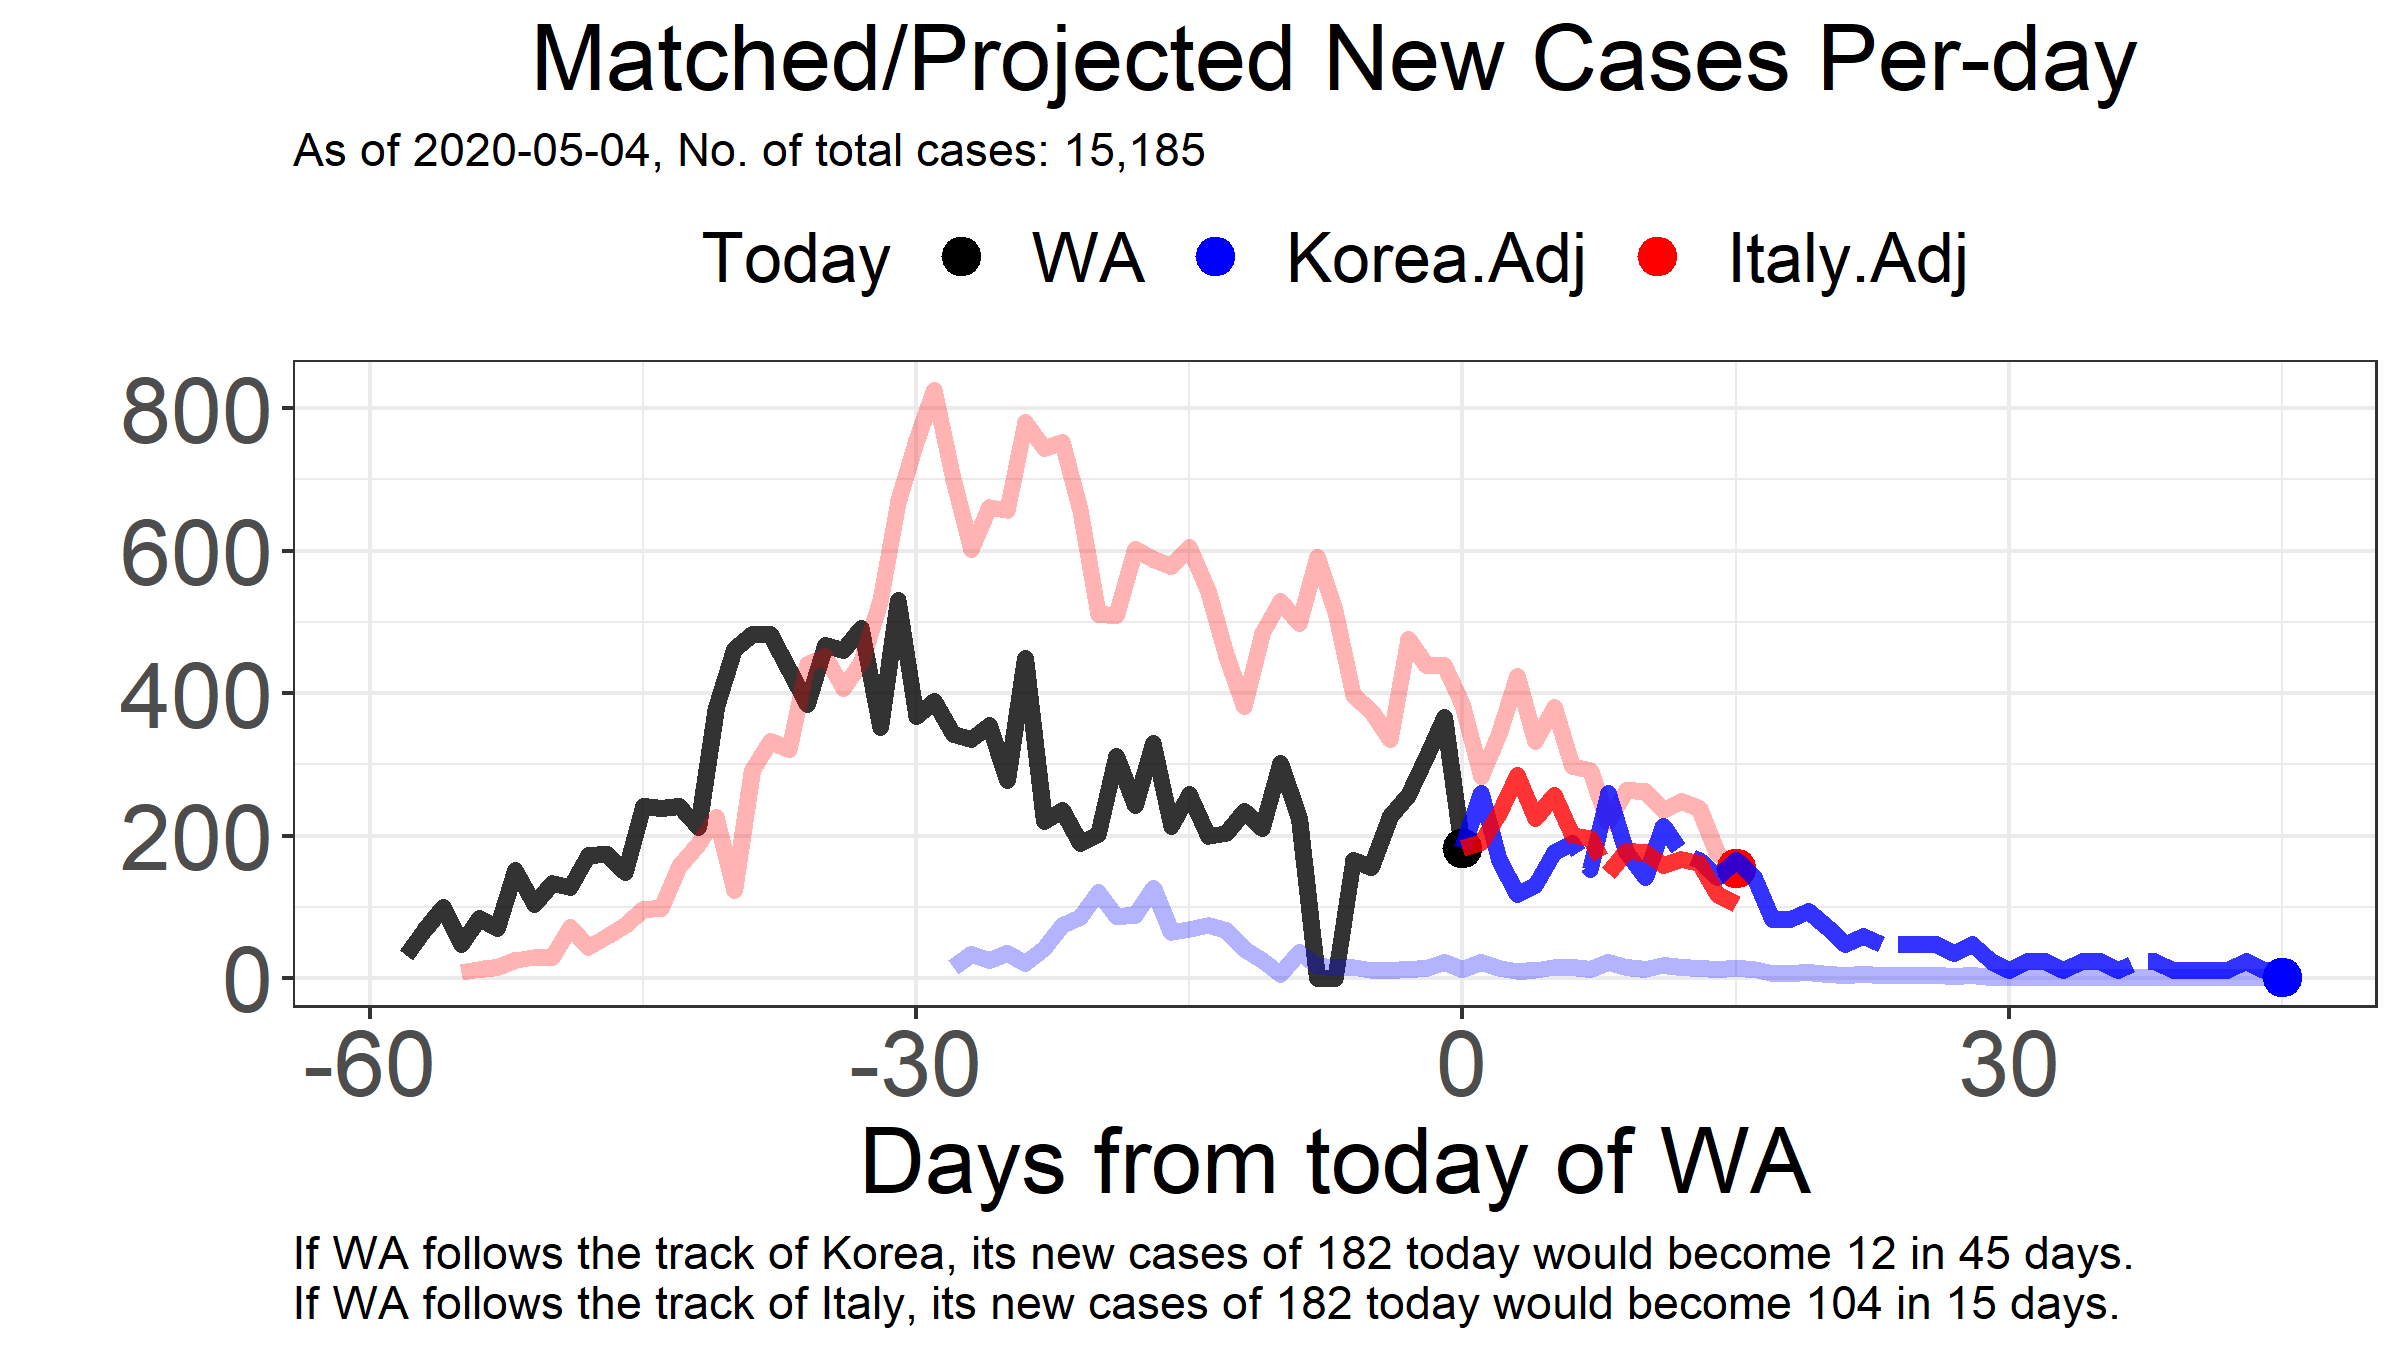 Matched/Projected New Cases Per-day
As of 2020-05-04, No. of total cases: 15,185
Today WA Korea.Adj Italy.Adj
800
600
400
200
0
-60 -30 0 30
Days from today of WA
If WA follows the track of Korea, its new cases of 182 today would become 12 in 45 days.
If WA follows the track of Italy, its new cases of 182 today would become 104 in 15 days.